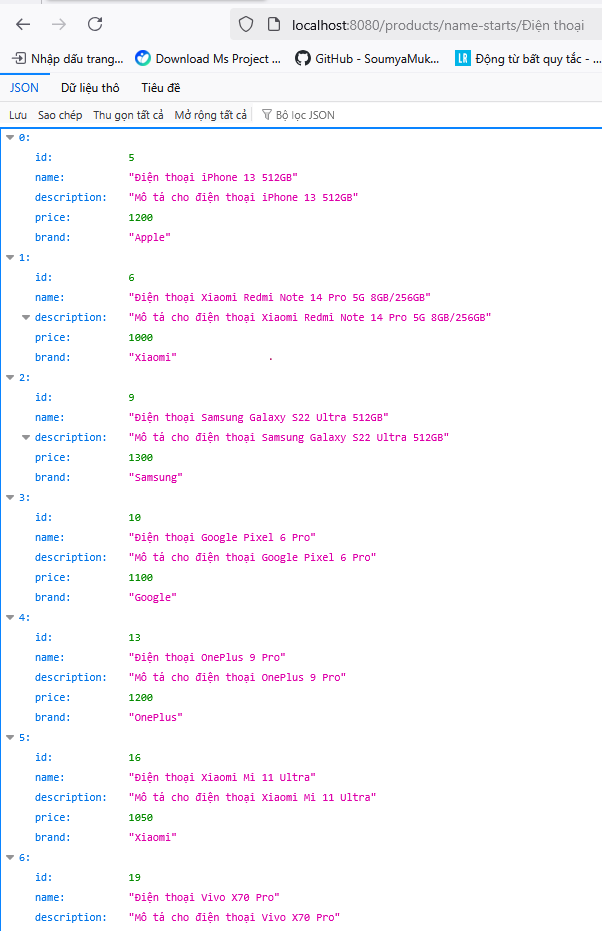 localhost:8080/products/name-starts/Điện thoại
Nhập dấu trang... Download Ms Project ... GitHub - SoumyaMuk... LR Động từ bất quy tắc - ...
JSON Dữ liệu thô Tiêu đề
Lưu Sao chép Thu gọn tất cả Mở rộng tất cả Bộ lọc JSON
0:
id: 5
name: "Điện thoại iPhone 13 512GB"
description: "Mô tả cho điện thoại iPhone 13 512GB"
price: 1200
brand: "Apple"
1:
id: 6
name: "Điện thoại Xiaomi Redmi Note 14 Pro 5G 8GB/256GB"
description: "Mô tả cho điện thoại Xiaomi Redmi Note 14 Pro 5G 8GB/256GB"
price: 1000
brand: "Xiaomi"
2:
id: 9
name: "Điện thoại Samsung Galaxy S22 Ultra 512GB"
description: "Mô tả cho điện thoại Samsung Galaxy S22 Ultra 512GB"
price: 1300
brand: "Samsung"
3:
id: 10
name: "Điện thoại Google Pixel 6 Pro"
description: "Mô tả cho điện thoại Google Pixel 6 Pro"
price: 1100
brand: "Google"
4:
id: 13
name: "Điện thoại OnePlus 9 Pro"
description: "Mô tả cho điện thoại OnePlus 9 Pro"
price: 1200
brand: "OnePlus"
5:
id: 16
name: "Điện thoại Xiaomi Mi 11 Ultra"
description: "Mô tả cho điện thoại Xiaomi Mi 11 Ultra"
price: 1050
brand: "Xiaomi"
6:
id: 19
name: "Điện thoại Vivo X70 Pro"
description: "Mô tả cho điện thoại Vivo X70 Pro"